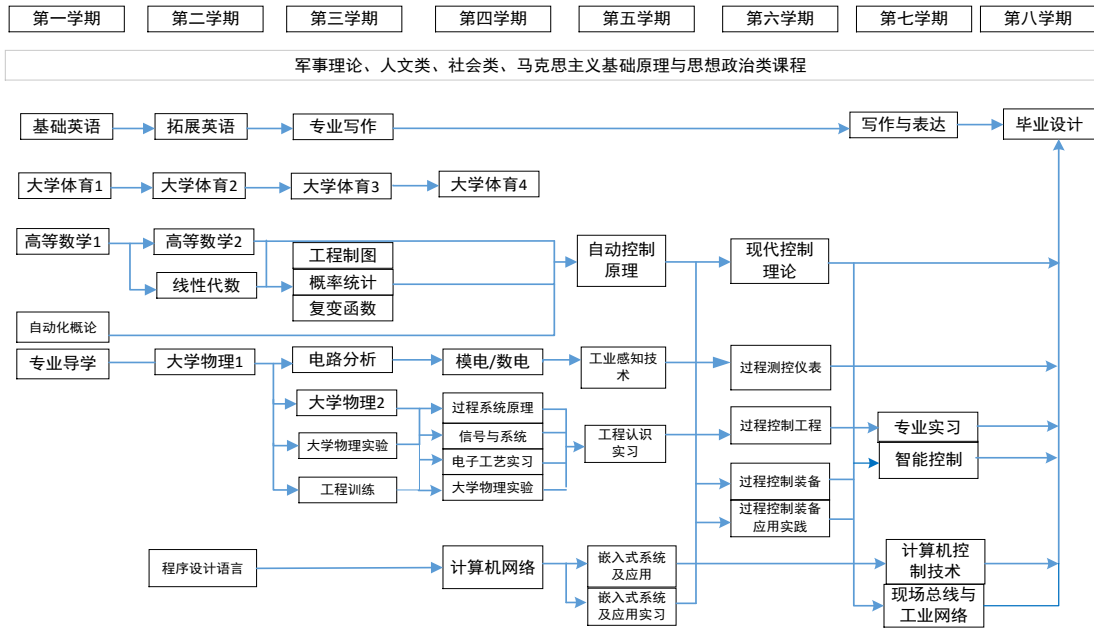 第一学期
第二学期
第三学期
第四学期
第五学期
第六学期
第七学期
第八学期
军事理论、人文类、社会类、马克思主义基础原理与思想政治类课程
基础英语
拓展英语
专业写作
写作与表达
毕业设计
大学体育1
大学体育2
大学体育3
大学体育4
高等数学1
高等数学2
线性代数
工程制图
概率统计
复变函数
自动控制
原理
现代控制
理论
自动化概论
专业导学
大学物理1
电路分析
模电/数电
工业感知技
术
过程测控仪表
大学物理2
大学物理实验
工程训练
过程系统原理
信号与系统
电子工艺实习
大学物理实验
工程认识
实习
过程控制工程
专业实习
智能控制
过程控制装备
过程控制装备
应用实践
程序设计语言
计算机网络
嵌入式系统
及应用
嵌入式系统
及应用实习
计算机控
制技术
现场总线与
工业网络